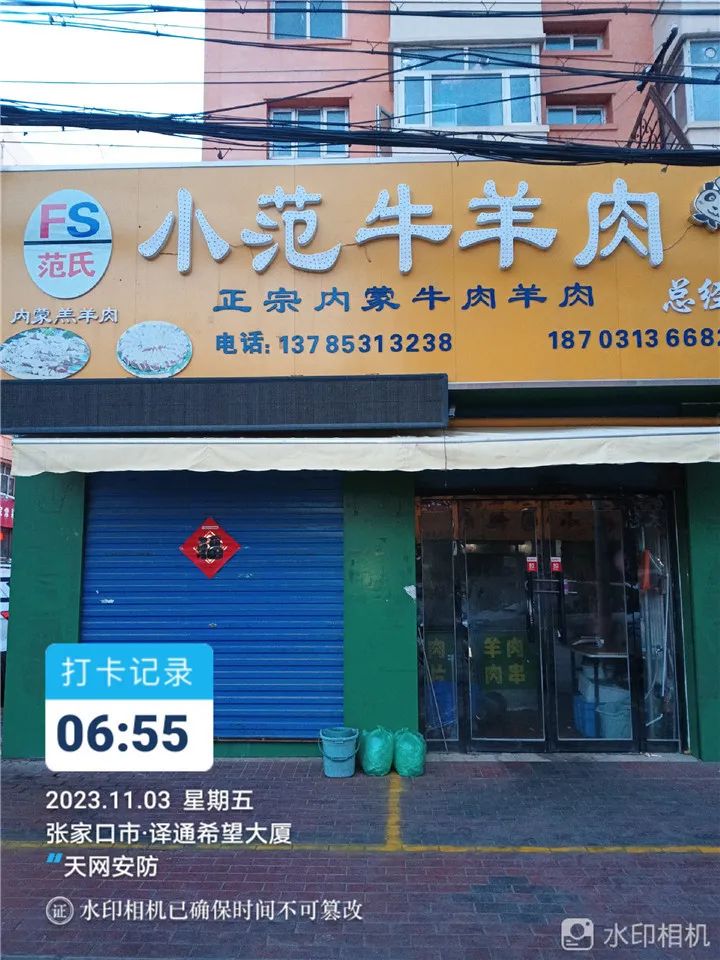 FS
范氏
内蒙羔羊肉
小范牛羊肉
正宗内蒙牛肉羊肉
电话:13785313238
1870313668
总经
福
羊肉
肉串
打卡记录
06:55
2023.11.03 星期五
张家口市·译通希望大厦
天网安防
证 水印相机已确保时间不可篡改
水印相机